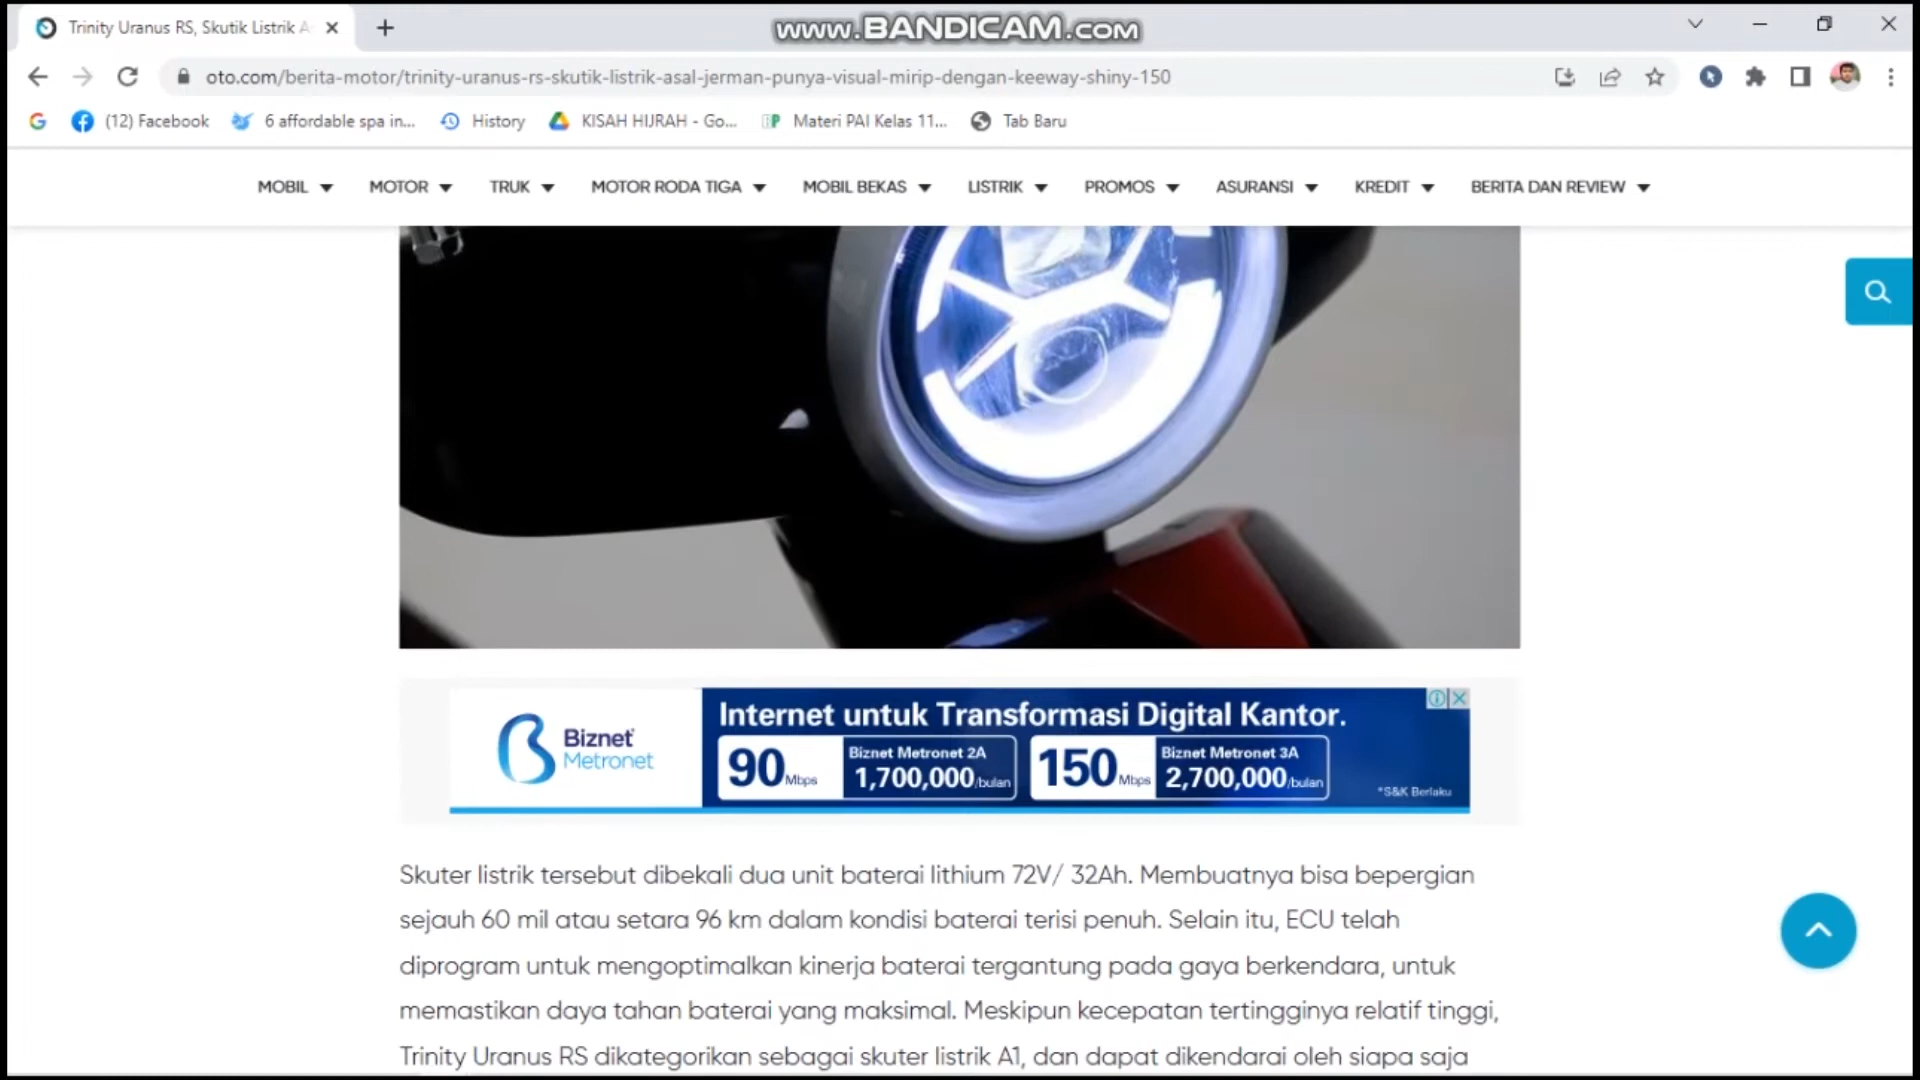 Trinity Uranus RS, Skutik Listrik A
www.BANDICAM.com
oto.com/berita-motor/trinity-uranus-rs-skutik-listrik-asal-jerman-punya-visual-mirip-dengan-keeway-shiny-150
(12) Facebook
6 affordable spa in...
History
KISAH HIJRAH - Go...
Materi PAI Kelas 11...
Tab Baru
MOBIL
MOTOR
TRUK
MOTOR RODA TIGA
MOBIL BEKAS
LISTRIK
PROMOS
ASURANSI
KREDIT
BERITA DAN REVIEW
Biznet
Metronet
Internet untuk Transformasi Digital Kantor.
90 Mbps
Biznet Metronet 2A
1,700,000/bulan
150 Mbps
Biznet Metronet 3A
2,700,000/bulan
*S&K Berlaku
Skuter listrik tersebut dibekali dua unit baterai lithium 72V/ 32Ah. Membuatnya bisa bepergian
sejauh 60 mil atau setara 96 km dalam kondisi baterai terisi penuh. Selain itu, ECU telah
diprogram untuk mengoptimalkan kinerja baterai tergantung pada gaya berkendara, untuk
memastikan daya tahan baterai yang maksimal. Meskipun kecepatan tertingginya relatif tinggi,
Trinity Uranus RS dikategorikan sebagai skuter listrik A1, dan dapat dikendarai oleh siapa saja